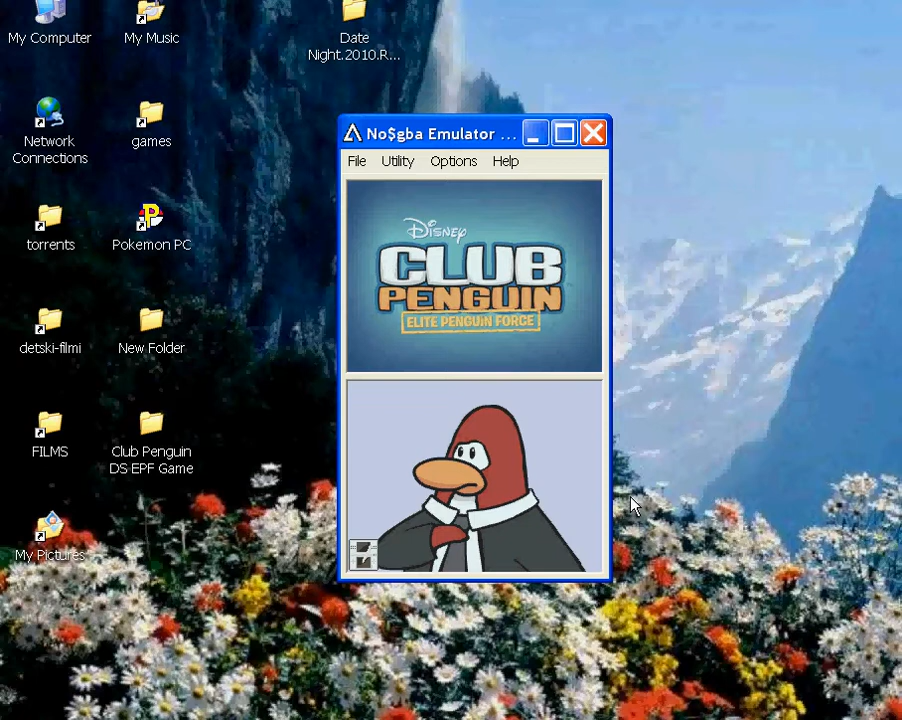 My Computer
My Music
Date
Night.2010.R...
Network
Connections
games
torrents
Pokemon PC
detski-filmi
New Folder
FILMS
Club Penguin
DS EPF Game
My Pictures
No$gba Emulator ...
File Utility Options Help
Disney
CLUB
PENGUIN
ELITE PENGUIN FORCE